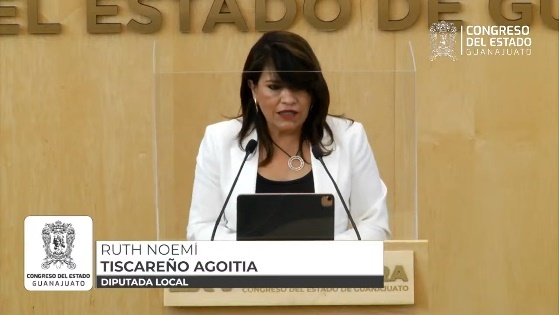 EL ESTADO DE GU
CONGRESO
DEL ESTADO
GUANAJUATO
RUTH NOEMÍ
TISCAREÑO AGOITIA
DIPUTADA LOCAL
CONGRESO DEL ESTADO
GUANAJUATO
CONGRESO DEL ESTADO DE GUANAJUATO